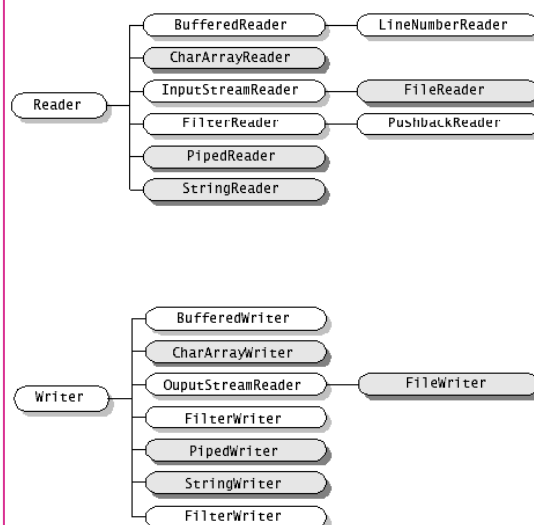 BufferedReader LineNumberReader
CharArrayReader
InputStreamReader FileReader
Reader
FilterReader PushbackReader
PipedReader
StringReader
BufferedWriter
CharArrayWriter
OuputStreamReader FileWriter
Writer
FilterWriter
PipedWriter
StringWriter
FilterWriter